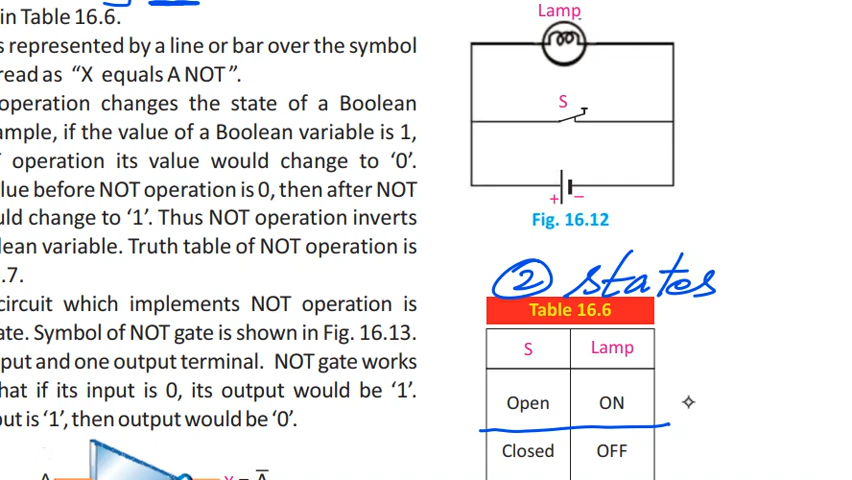 in Table 16.6.
s represented by a line or bar over the symbol
read as “X equals A NOT”.
operation changes the state of a Boolean
ample, if the value of a Boolean variable is 1,
operation its value would change to ‘0’.
lue before NOT operation is 0, then after NOT
uld change to ‘1’. Thus NOT operation inverts
lean variable. Truth table of NOT operation is
.7.
circuit which implements NOT operation is
ate. Symbol of NOT gate is shown in Fig. 16.13.
put and one output terminal. NOT gate works
hat if its input is 0, its output would be ‘1’.
put is ‘1’, then output would be ‘0’.
Lamp
S
+ −
Fig. 16.12
2 states
Table 16.6
S Lamp
Open ON
Closed OFF